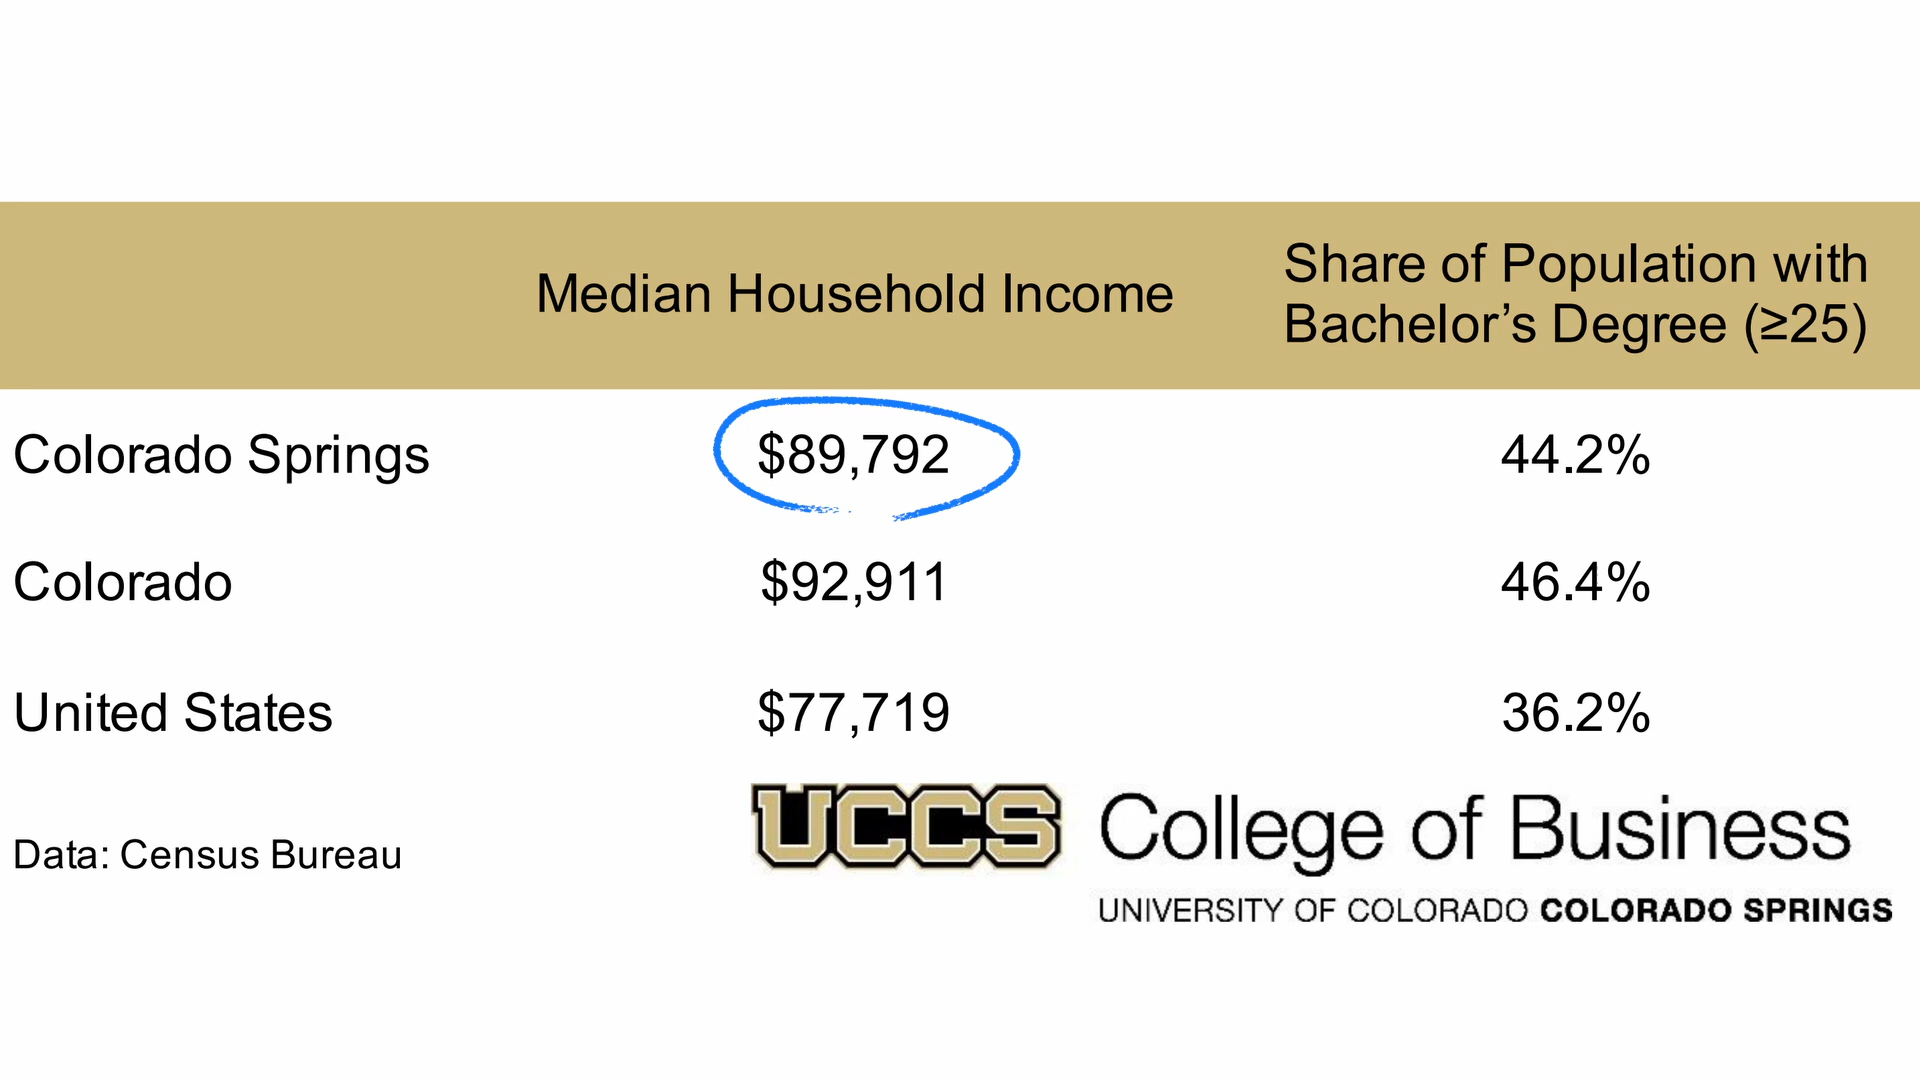 Median Household Income
Share of Population with
Bachelor’s Degree (≥25)
Colorado Springs $89,792 44.2%
Colorado $92,911 46.4%
United States $77,719 36.2%
Data: Census Bureau
UCCS College of Business
UNIVERSITY OF COLORADO COLORADO SPRINGS